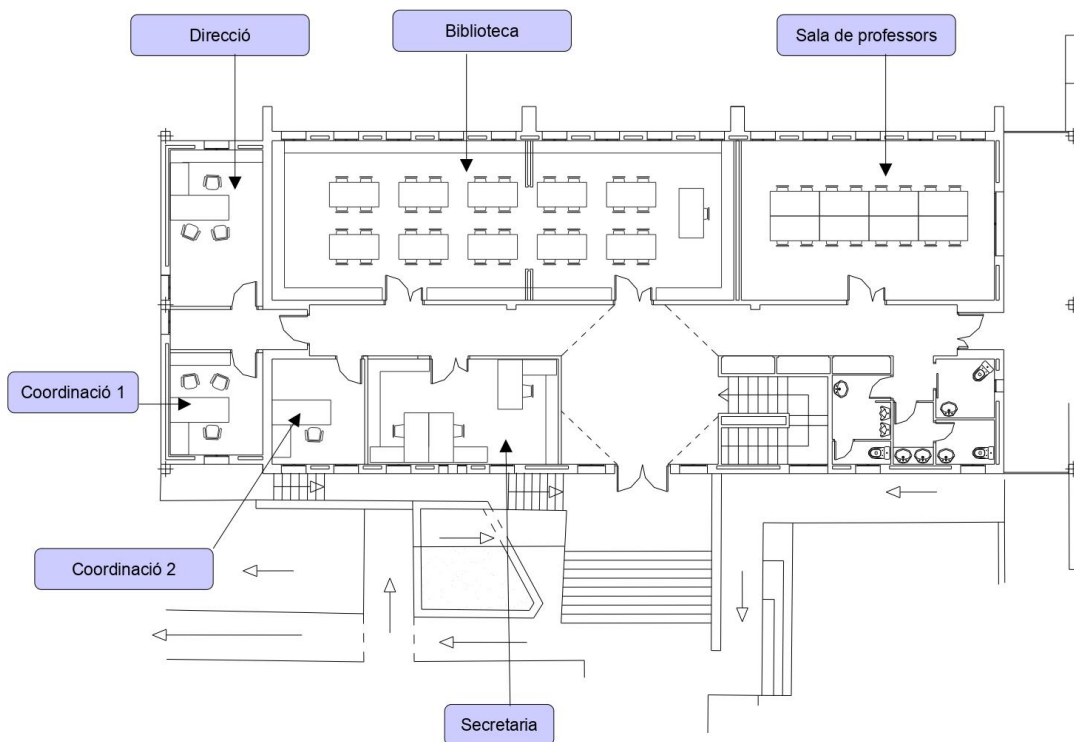 Direcció
Biblioteca
Sala de professors
Coordinació 1
Coordinació 2
Secretaria